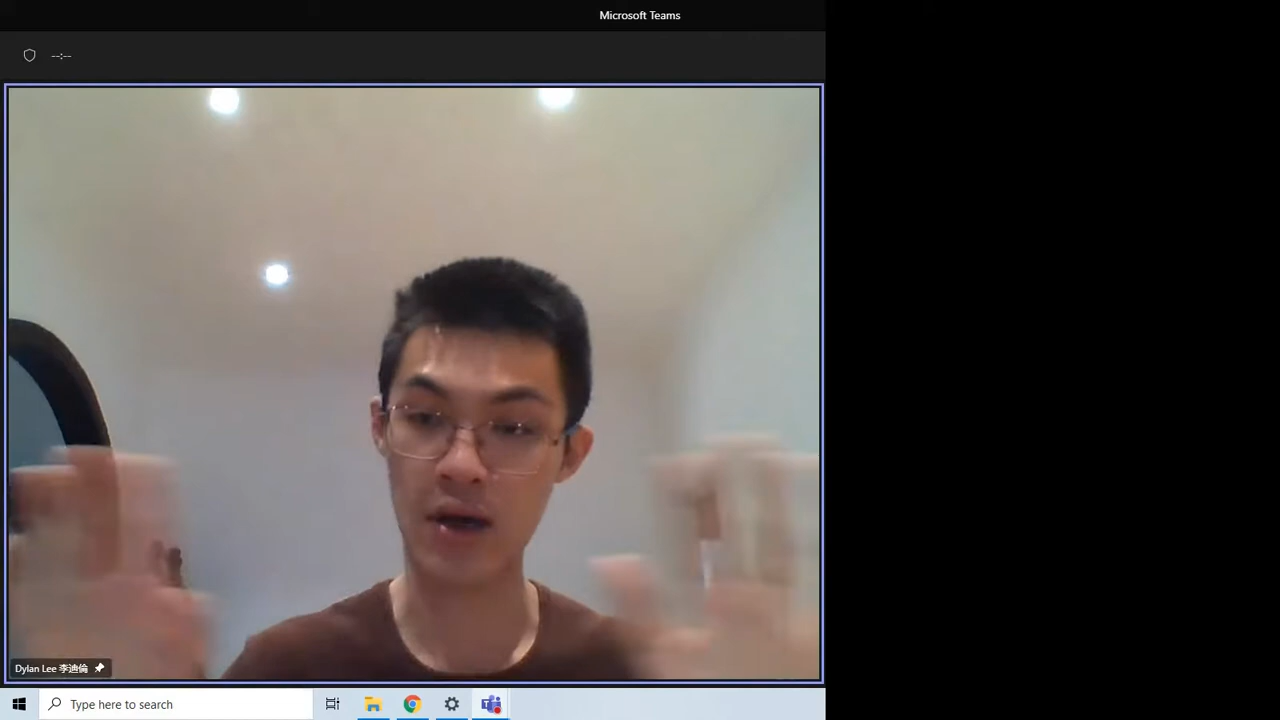 Microsoft Teams
--:--
Dylan Lee 李迪倫
Type here to search